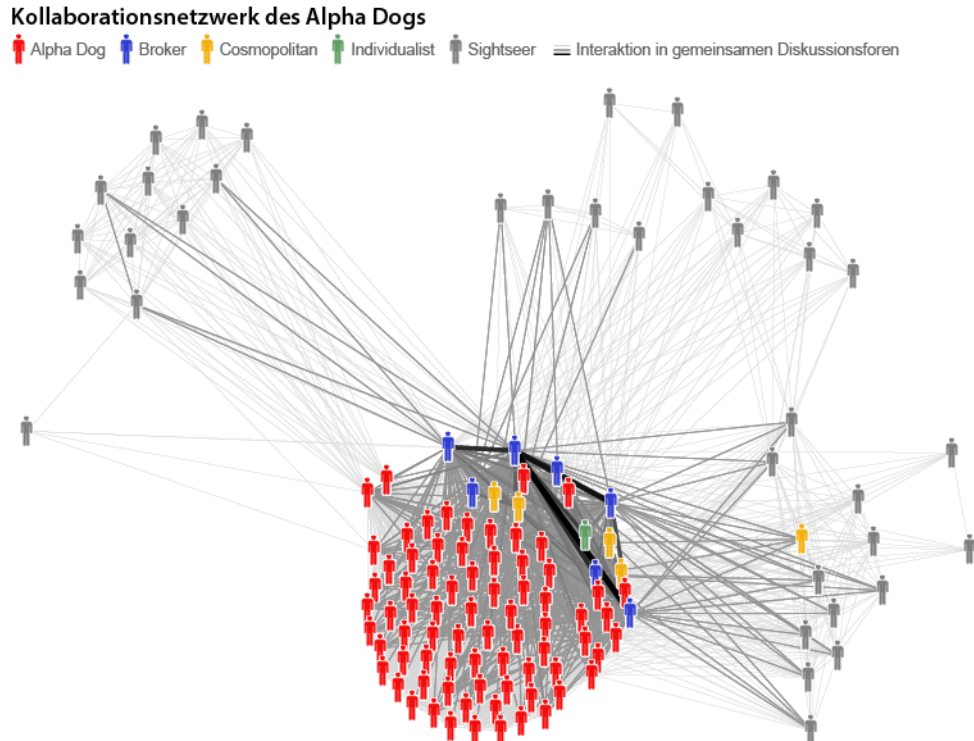 Kollaborationsnetzwerk des Alpha Dogs
Alpha Dog Broker Cosmopolitan Individualist Sightseer Interaktion in gemeinsamen Diskussionsforen